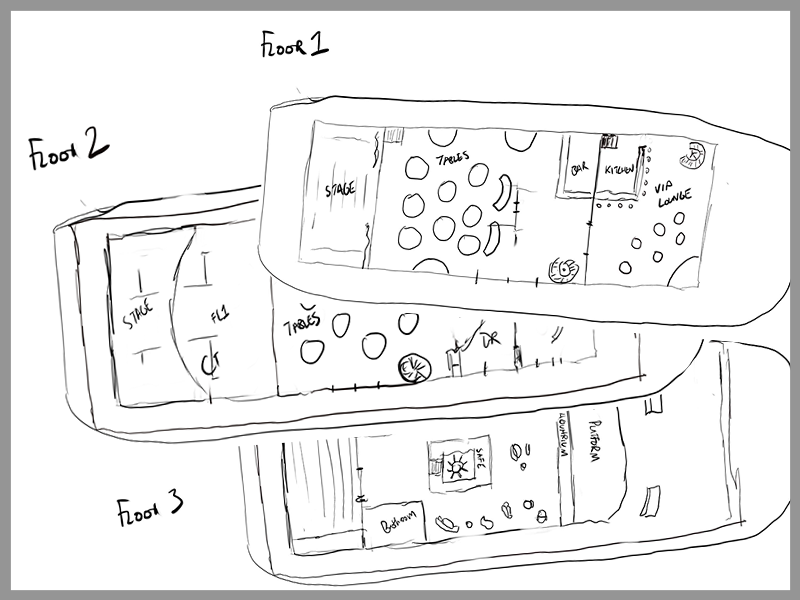 FLOOR 1
FLOOR 2
STAGE
TABLES
BAR
KITCHEN
VIP
LOUNGE
STAGE
FL1
TABLES
DR
FLOOR 3
SAFE
PLATFORM
Bathroom